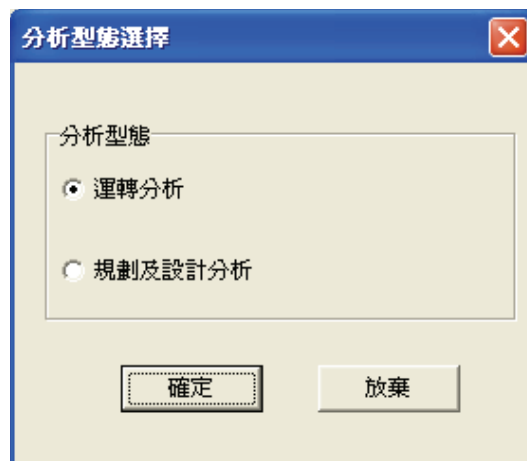 分析型態選擇
分析型態
運轉分析
規劃及設計分析
確定
放棄